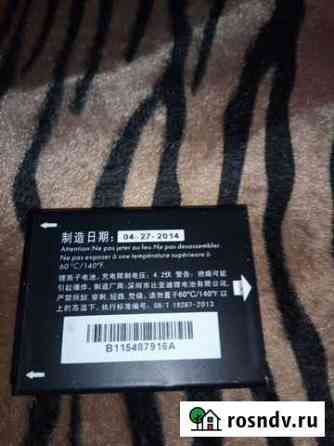 制造日期: 04-27-2014
Attention:Ne pas jeter au feu.Ne pas desassembler.
Ne pas exposer à une température supérieure à
60°C/140°F.
锂离子电池, 充电限制电压: 4.2伏 警告: 燃烧可能
引起爆炸. 制造厂商: 深圳市比亚迪锂电池有限公司,
严禁拆卸, 穿刺, 短路, 焚烧, 请置于60°C/140°F以
上的高温下. 执行标准编号: GB/T 18287-2013
B115487916A
rosndv.ru